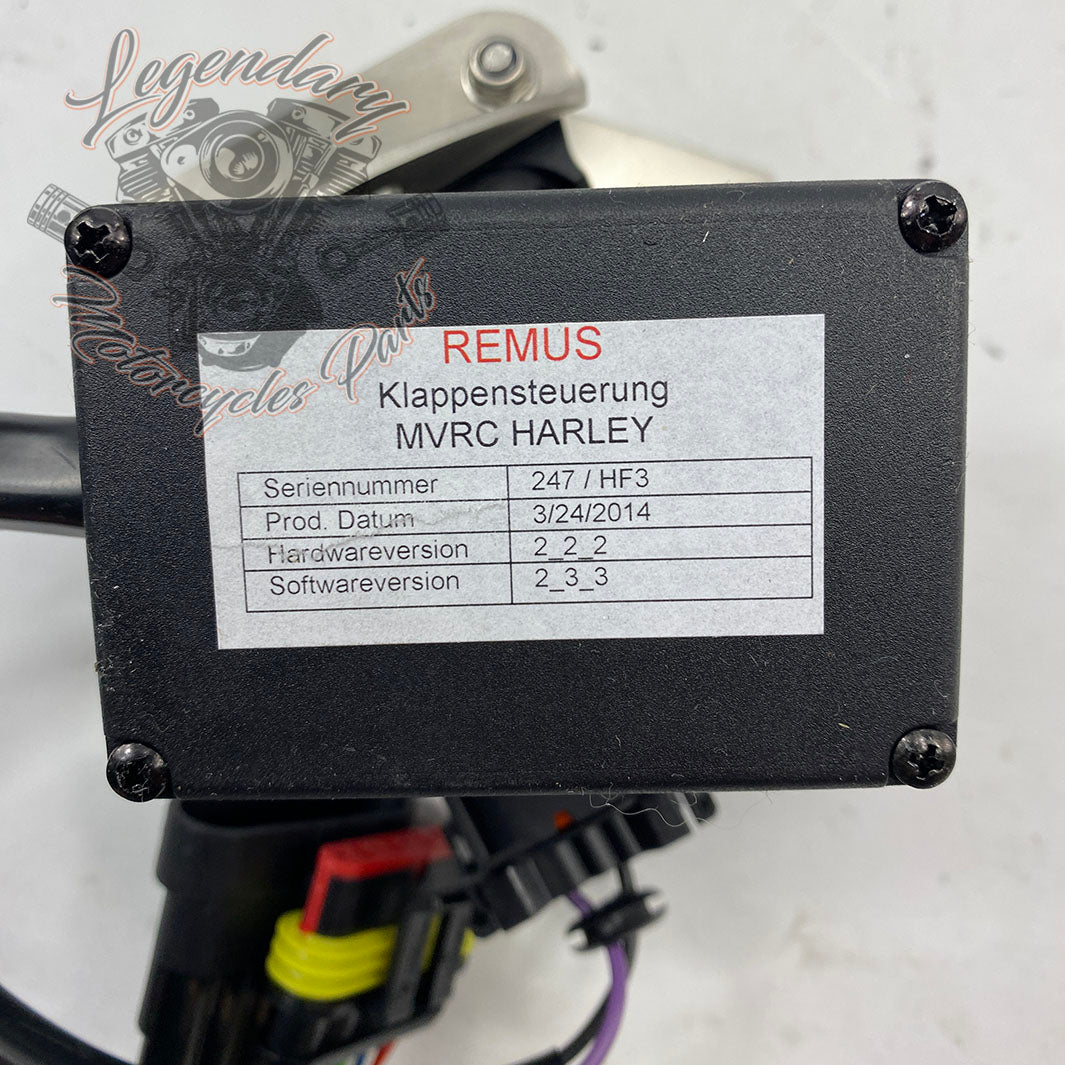 Legendary
Motorcycles Parts
REMUS
Klappensteuerung
MVRC HARLEY
Seriennummer 247 / HF3
Prod. Datum 3/24/2014
Hardwareversion 2_2_2
Softwareversion 2_3_3